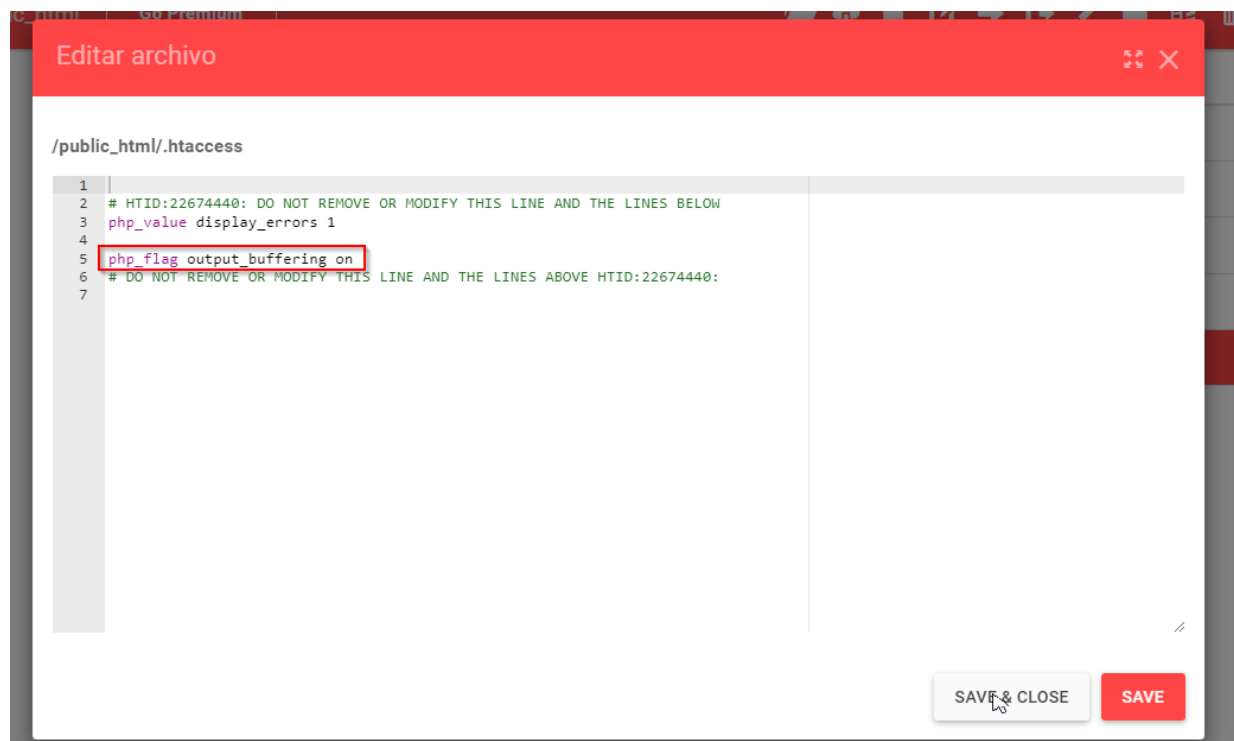 Go Premium
Editar archivo
/public_html/.htaccess
1
2 # HTID:22674440: DO NOT REMOVE OR MODIFY THIS LINE AND THE LINES BELOW
3 php_value display_errors 1
4
5 php_flag output_buffering on
6 # DO NOT REMOVE OR MODIFY THIS LINE AND THE LINES ABOVE HTID:22674440:
7
SAVE & CLOSE
SAVE